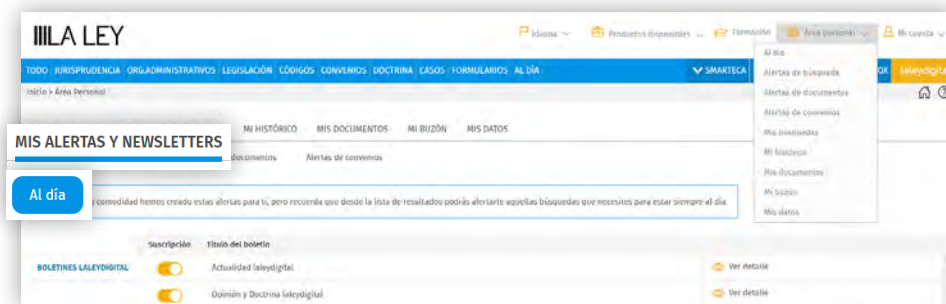 LA LEY
Idioma
Productos disponibles ...
Formación
Área personal
Mi cuenta
TODO JURISPRUDENCIA ORG.ADMINISTRATIVOS LEGISLACIÓN CÓDIGOS CONVENIOS DOCTRINA CASOS FORMULARIOS AL DÍA
SMARTECA
OX
laleydigital
Inicio > Área Personal
Al día
Alertas de búsqueda
Alertas de documentos
Alertas de convenios
Mis búsquedas
Mi histórico
Mis documentos
Mi buzón
Mis datos
MIS ALERTAS Y NEWSLETTERS
MI HISTÓRICO MIS DOCUMENTOS MI BUZÓN MIS DATOS
Al día
documentos
Alertas de convenios
y comodidad hemos creado estas alertas para ti, pero recuerda que desde la lista de resultados podrás alertarte aquellas búsquedas que necesites para estar siempre al día.
Suscripción Título del boletín
BOLETINES LALEYDIGITAL
Actualidad laleydigital
Ver detalle
Opinión y Doctrina laleydigital
Ver detalle